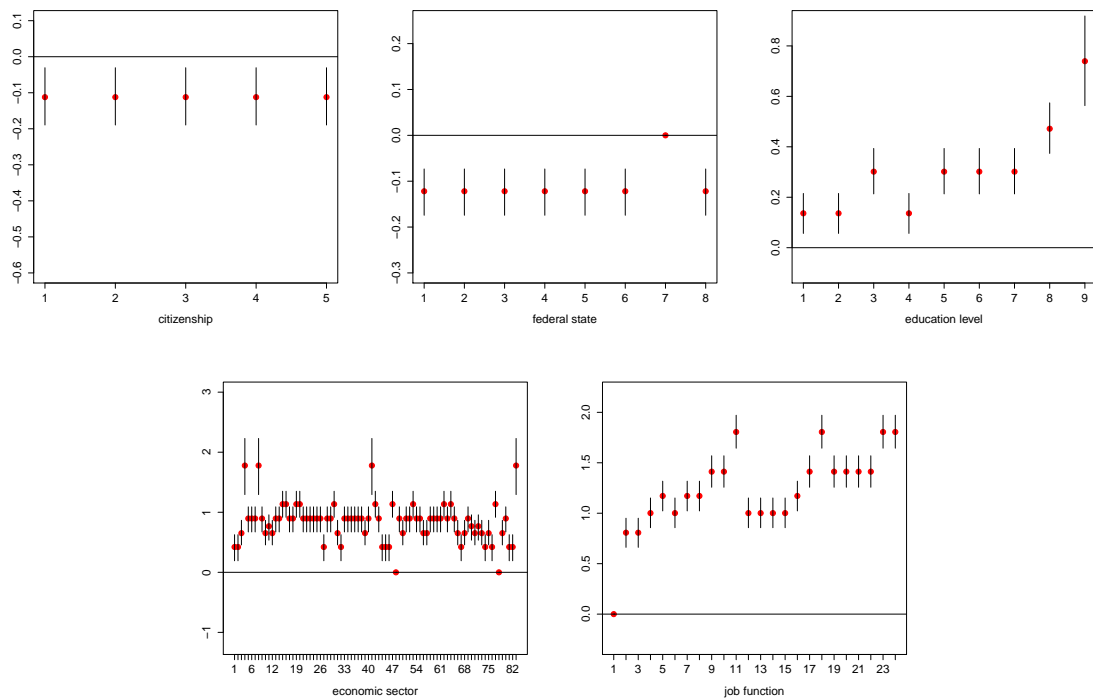 0.1
0.0
−0.1
−0.2
−0.3
−0.4
−0.5
−0.6
1 2 3 4 5
citizenship
0.2
0.1
0.0
−0.1
−0.2
−0.3
1 2 3 4 5 6 7 8
federal state
0.8
0.6
0.4
0.2
0.0
1 2 3 4 5 6 7 8 9
education level
3
2
1
0
−1
1 6 12 19 26 33 40 47 54 61 68 75 82
economic sector
2.0
1.5
1.0
0.5
0.0
1 3 5 7 9 11 13 15 17 19 21 23
job function